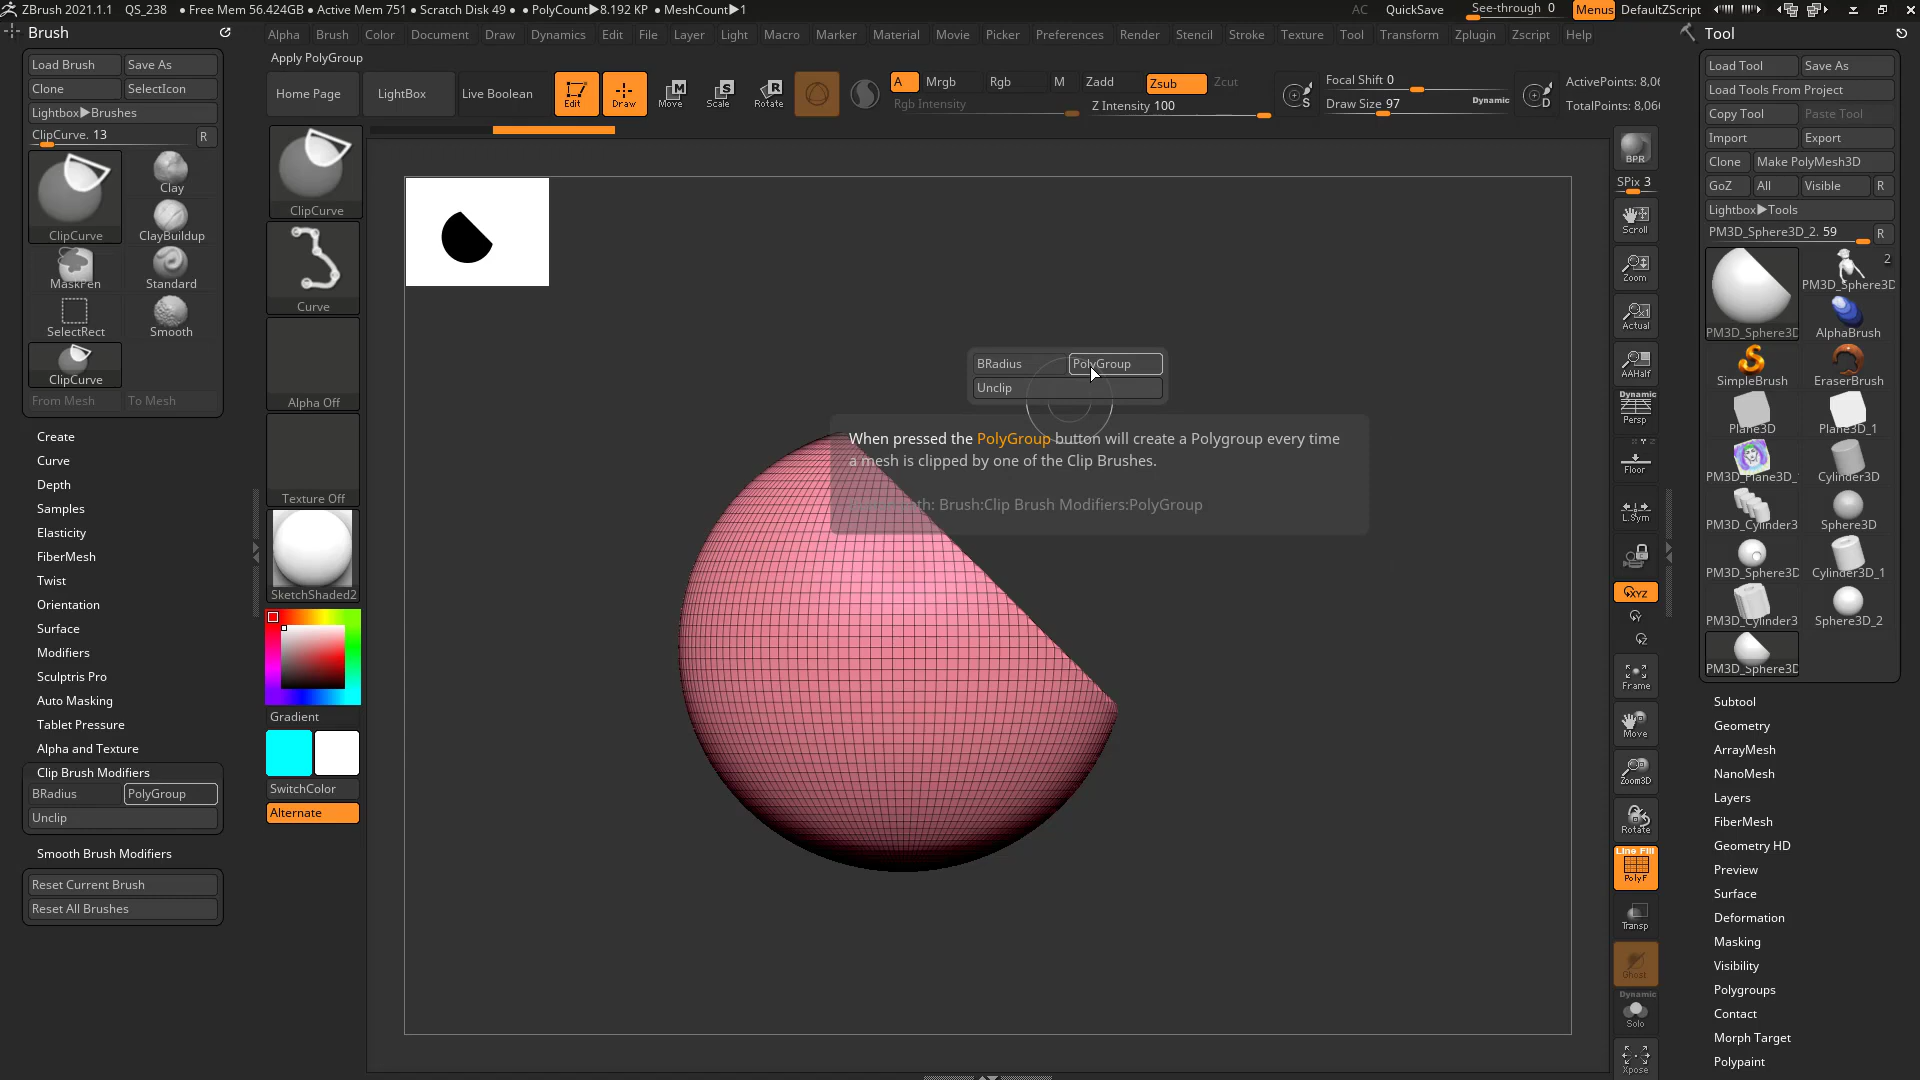 ZBrush 2021.1.1 QS_238 ● Free Mem 56.424GB ● Active Mem 751 ● Scratch Disk 49 ● PolyCount▶8.192 KP ● MeshCount▶1 AC QuickSave See-through 0 Menus DefaultZScript
Brush
Alpha Brush Color Document Draw Dynamics Edit File Layer Light Macro Marker Material Movie Picker Preferences Render Stencil Stroke Texture Tool Transform Zplugin Zscript Help
Tool
Apply PolyGroup
Load Brush Save As
Clone SelectIcon
Lightbox▶Brushes
ClipCurve. 13 R
ClipCurve
Clay
ClayBuildup
MaskPen Standard
SelectRect Smooth
ClipCurve
From Mesh To Mesh
Create
Curve
Depth
Samples
Elasticity
FiberMesh
Twist
Orientation
Surface
Modifiers
Sculptris Pro
Auto Masking
Tablet Pressure
Alpha and Texture
Clip Brush Modifiers
BRadius PolyGroup
Unclip
Smooth Brush Modifiers
Reset Current Brush
Reset All Brushes
Home Page LightBox Live Boolean Edit Draw Move Scale Rotate
A Mrgb Rgb M Zadd Zsub Zcut
Rgb Intensity Z Intensity 100
S Focal Shift 0
Draw Size 97 Dynamic D
ActivePoints: 8,06
TotalPoints: 8,066
ClipCurve
Curve
Alpha Off
Texture Off
SketchShaded2
Gradient
SwitchColor
Alternate
BRadius PolyGroup
Unclip
When pressed the PolyGroup button will create a Polygroup every time
a mesh is clipped by one of the Clip Brushes.
Brush:Clip Brush Modifiers:PolyGroup
BPR
SPix 3
Scroll
Zoom
Actual
AAHalf
Dynamic
Persp
Floor
L.Sym
XYZ
Y
Z
Frame
Move
Zoom3D
Rotate
Line Fill
PolyF
Transp
Ghost
Dynamic
Solo
Xpose
Load Tool Save As
Load Tools From Project
Copy Tool Paste Tool
Import Export
Clone Make PolyMesh3D
GoZ All Visible R
Lightbox▶Tools
PM3D_Sphere3D_2. 59 R
2
PM3D_Sphere3D PM3D_Sphere3D
AlphaBrush
SimpleBrush EraserBrush
Plane3D Plane3D_1
PM3D_Plane3D_ Cylinder3D
PM3D_Cylinder3 Sphere3D
PM3D_Sphere3D Cylinder3D_1
PM3D_Cylinder3 Sphere3D_2
PM3D_Sphere3D
Subtool
Geometry
ArrayMesh
NanoMesh
Layers
FiberMesh
Geometry HD
Preview
Surface
Deformation
Masking
Visibility
Polygroups
Contact
Morph Target
Polypaint